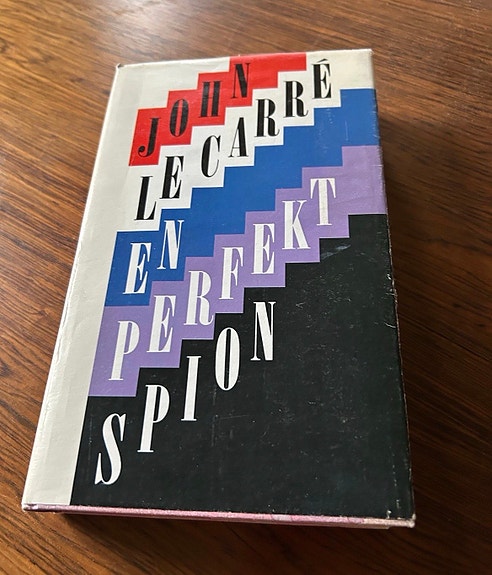 JOHN
LE CARRÉ
EN
PERFEKT
SPION